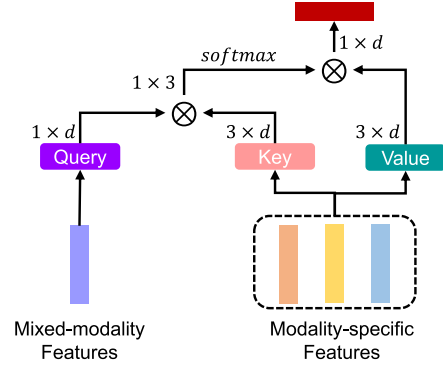 1 × d
softmax
1 × 3
1 × d
3 × d
3 × d
Query
Key
Value
Mixed-modality
Features
Modality-specific
Features